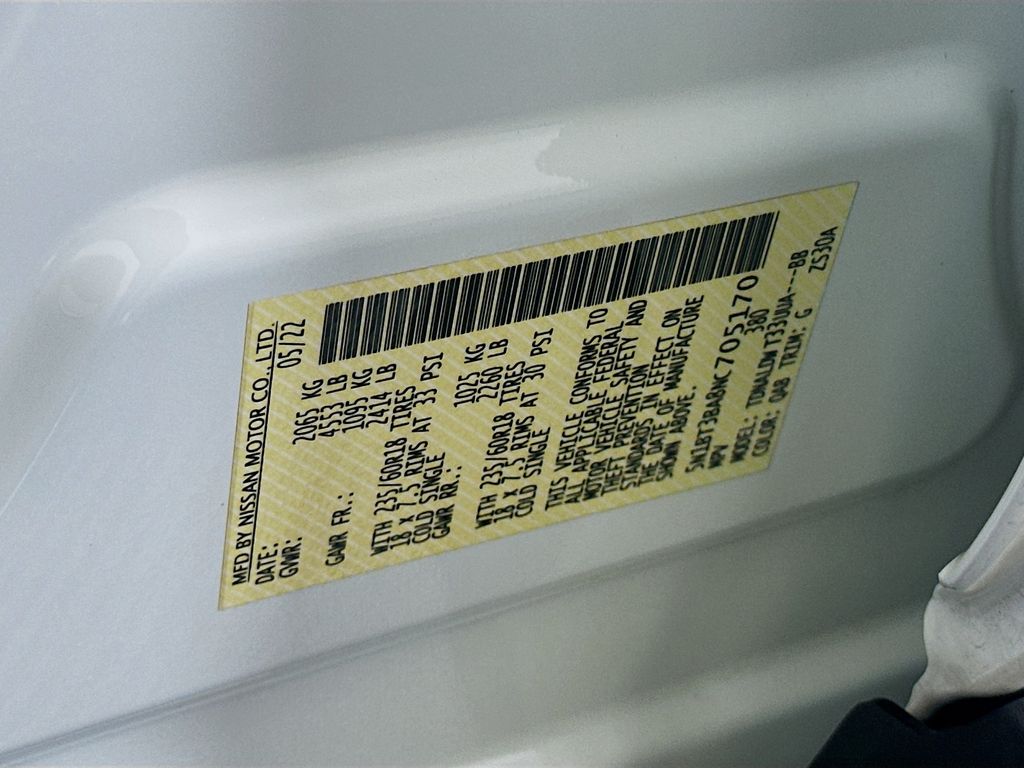 MFD BY NISSAN MOTOR CO., LTD.
DATE: 05/22
GVWR: 2065 KG
4553 LB
GAWR FR.: 1095 KG
2414 LB
WITH 235/60R18 TIRES
18 x 7.5 RIMS AT 33 PSI
COLD SINGLE
GAWR RR.: 1025 KG
2260 LB
WITH 235/60R18 TIRES
18 x 7.5 RIMS AT 30 PSI
COLD SINGLE
THIS VEHICLE CONFORMS TO
ALL APPLICABLE FEDERAL
MOTOR VEHICLE SAFETY AND
THEFT PREVENTION
STANDARDS IN EFFECT ON
THE DATE OF MANUFACTURE
SHOWN ABOVE.
5N1BT3BA8NC705170
MPV 380
MODEL: TDNALDW T33UUA----BB
COLOR: QAB TRIM: G ZS30A